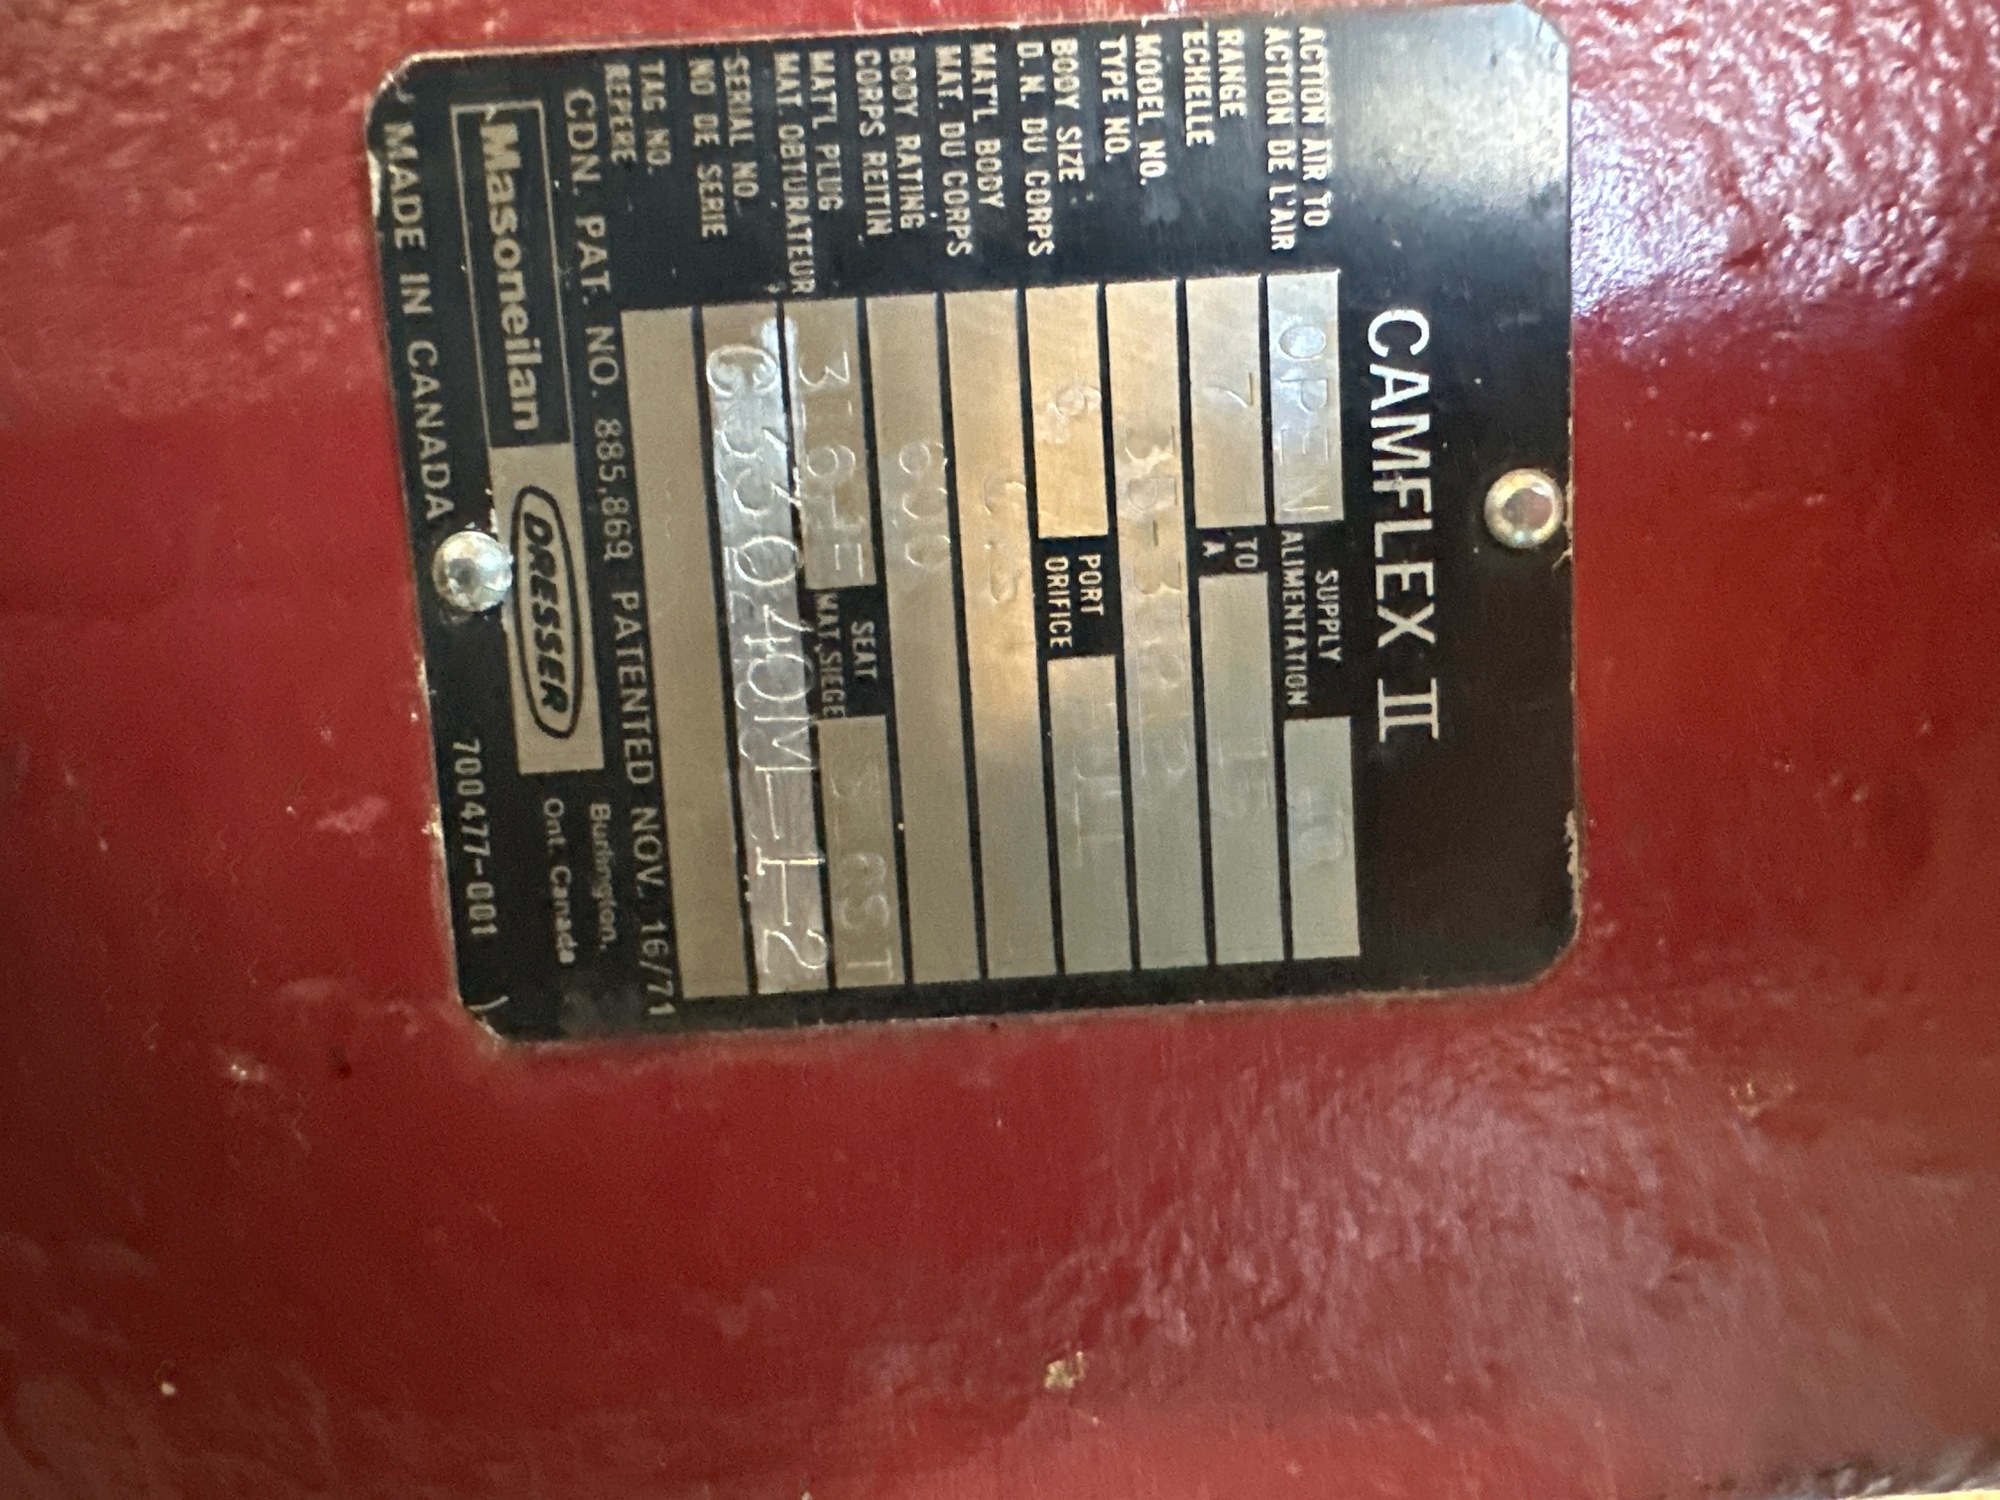 CAMFLEX II
ACTION AIR TO OPEN SUPPLY
ACTION DE L'AIR ALIMENTATION
RANGE 7 TO
ECHELLE A
MODEL NO.
TYPE NO.
BODY SIZE 6 PORT
D. N. DU CORPS ORIFICE
MAT'L BODY
MAT. DU CORPS
BODY RATING 600
CORPS REITIN
MAT'L PLUG 316 SEAT
MAT. OBTURATEUR MAT. SIEGE
SERIAL NO.
NO DE SERIE
TAG NO.
REPERE
CDN. PAT. NO. 885,869 PATENTED NOV. 16/71
Masoneilan DRESSER Burlington,
Ont. Canada
MADE IN CANADA 700477-001